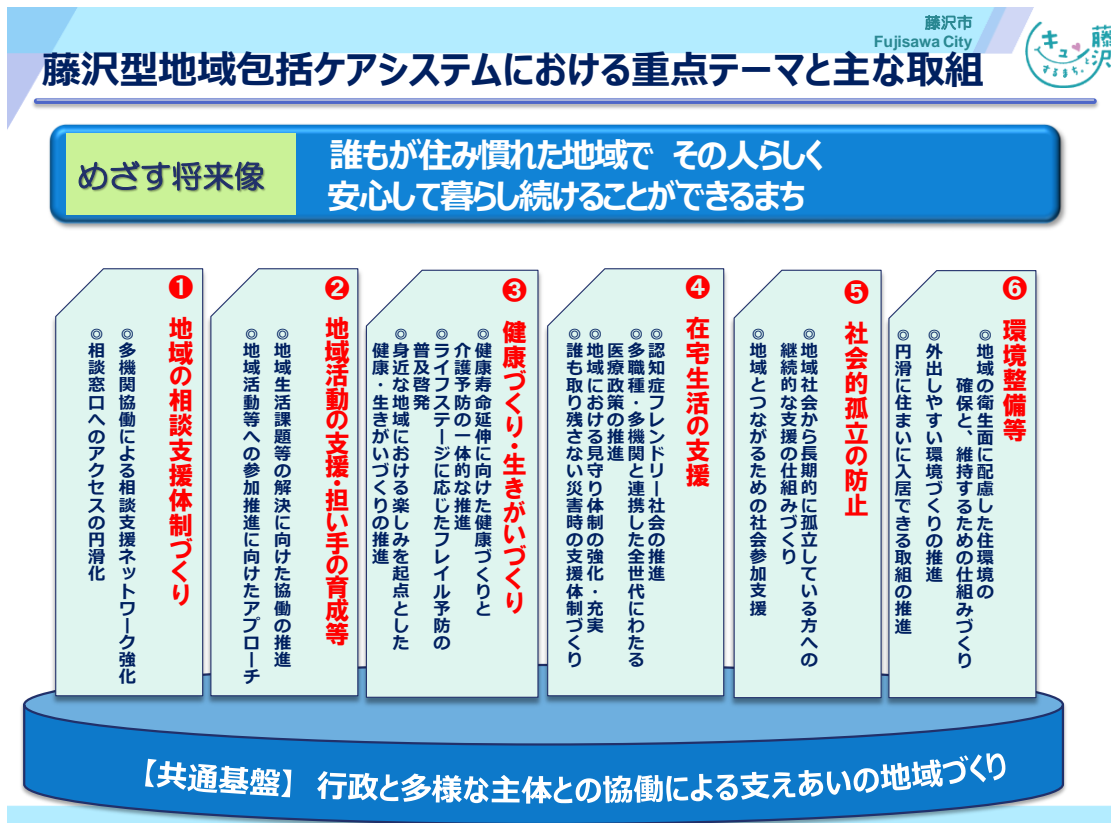 藤沢市
Fujisawa City
藤沢型地域包括ケアシステムにおける重点テーマと主な取組
キュンとするまち。藤沢
めざす将来像
誰もが住み慣れた地域で その人らしく
安心して暮らし続けることができるまち
❶ 地域の相談支援体制づくり
◎多機関協働による相談支援ネットワーク強化
◎相談窓口へのアクセスの円滑化
❷ 地域活動の支援・担い手の育成等
◎地域生活課題等の解決に向けた協働の推進
◎地域活動等への参加推進に向けたアプローチ
❸ 健康づくり・生きがいづくり
◎健康寿命延伸に向けた健康づくりと
介護予防の一体的な推進
◎ライフステージに応じたフレイル予防の
普及啓発
◎身近な地域における楽しみを起点とした
健康・生きがいづくりの推進
❹ 在宅生活の支援
◎認知症フレンドリー社会の推進
◎多職種・多機関と連携した全世代にわたる
医療政策の推進
◎地域における見守り体制の強化・充実
◎誰も取り残さない災害時の支援体制づくり
❺ 社会的孤立の防止
◎地域社会から長期的に孤立している方への
継続的な支援の仕組みづくり
◎地域とつながるための社会参加支援
❻ 環境整備等
◎地域の衛生面に配慮した住環境の
確保と、維持するための仕組みづくり
◎外出しやすい環境づくりの推進
◎円滑に住まいに入居できる取組の推進
【共通基盤】 行政と多様な主体との協働による支えあいの地域づくり